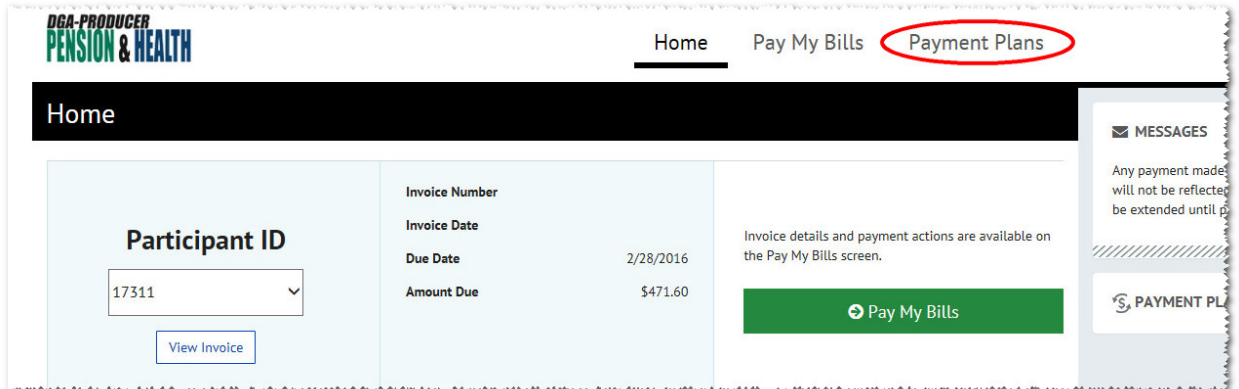 DGA-PRODUCER
PENSION & HEALTH
Home Pay My Bills Payment Plans
Home
Participant ID
17311
View Invoice
Invoice Number
Invoice Date
Due Date 2/28/2016
Amount Due $471.60
Invoice details and payment actions are available on
the Pay My Bills screen.
Pay My Bills
MESSAGES
Any payment made
will not be reflected
be extended until
PAYMENT